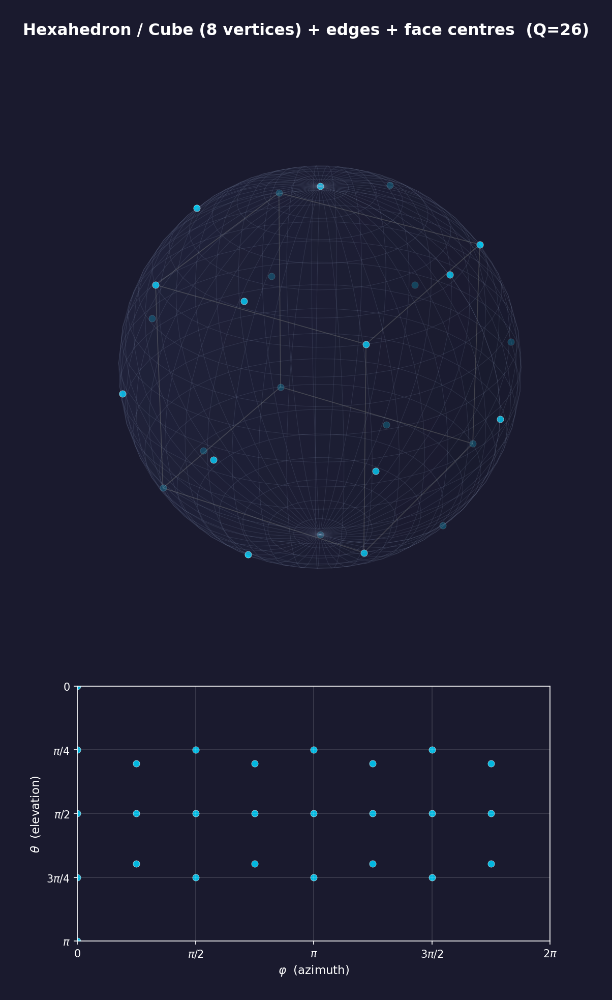 Hexahedron / Cube (8 vertices) + edges + face centres  (Q=26)
0
π/4
π/2
3π/4
π
θ  (elevation)
0
π/2
π
3π/2
2π
φ  (azimuth)